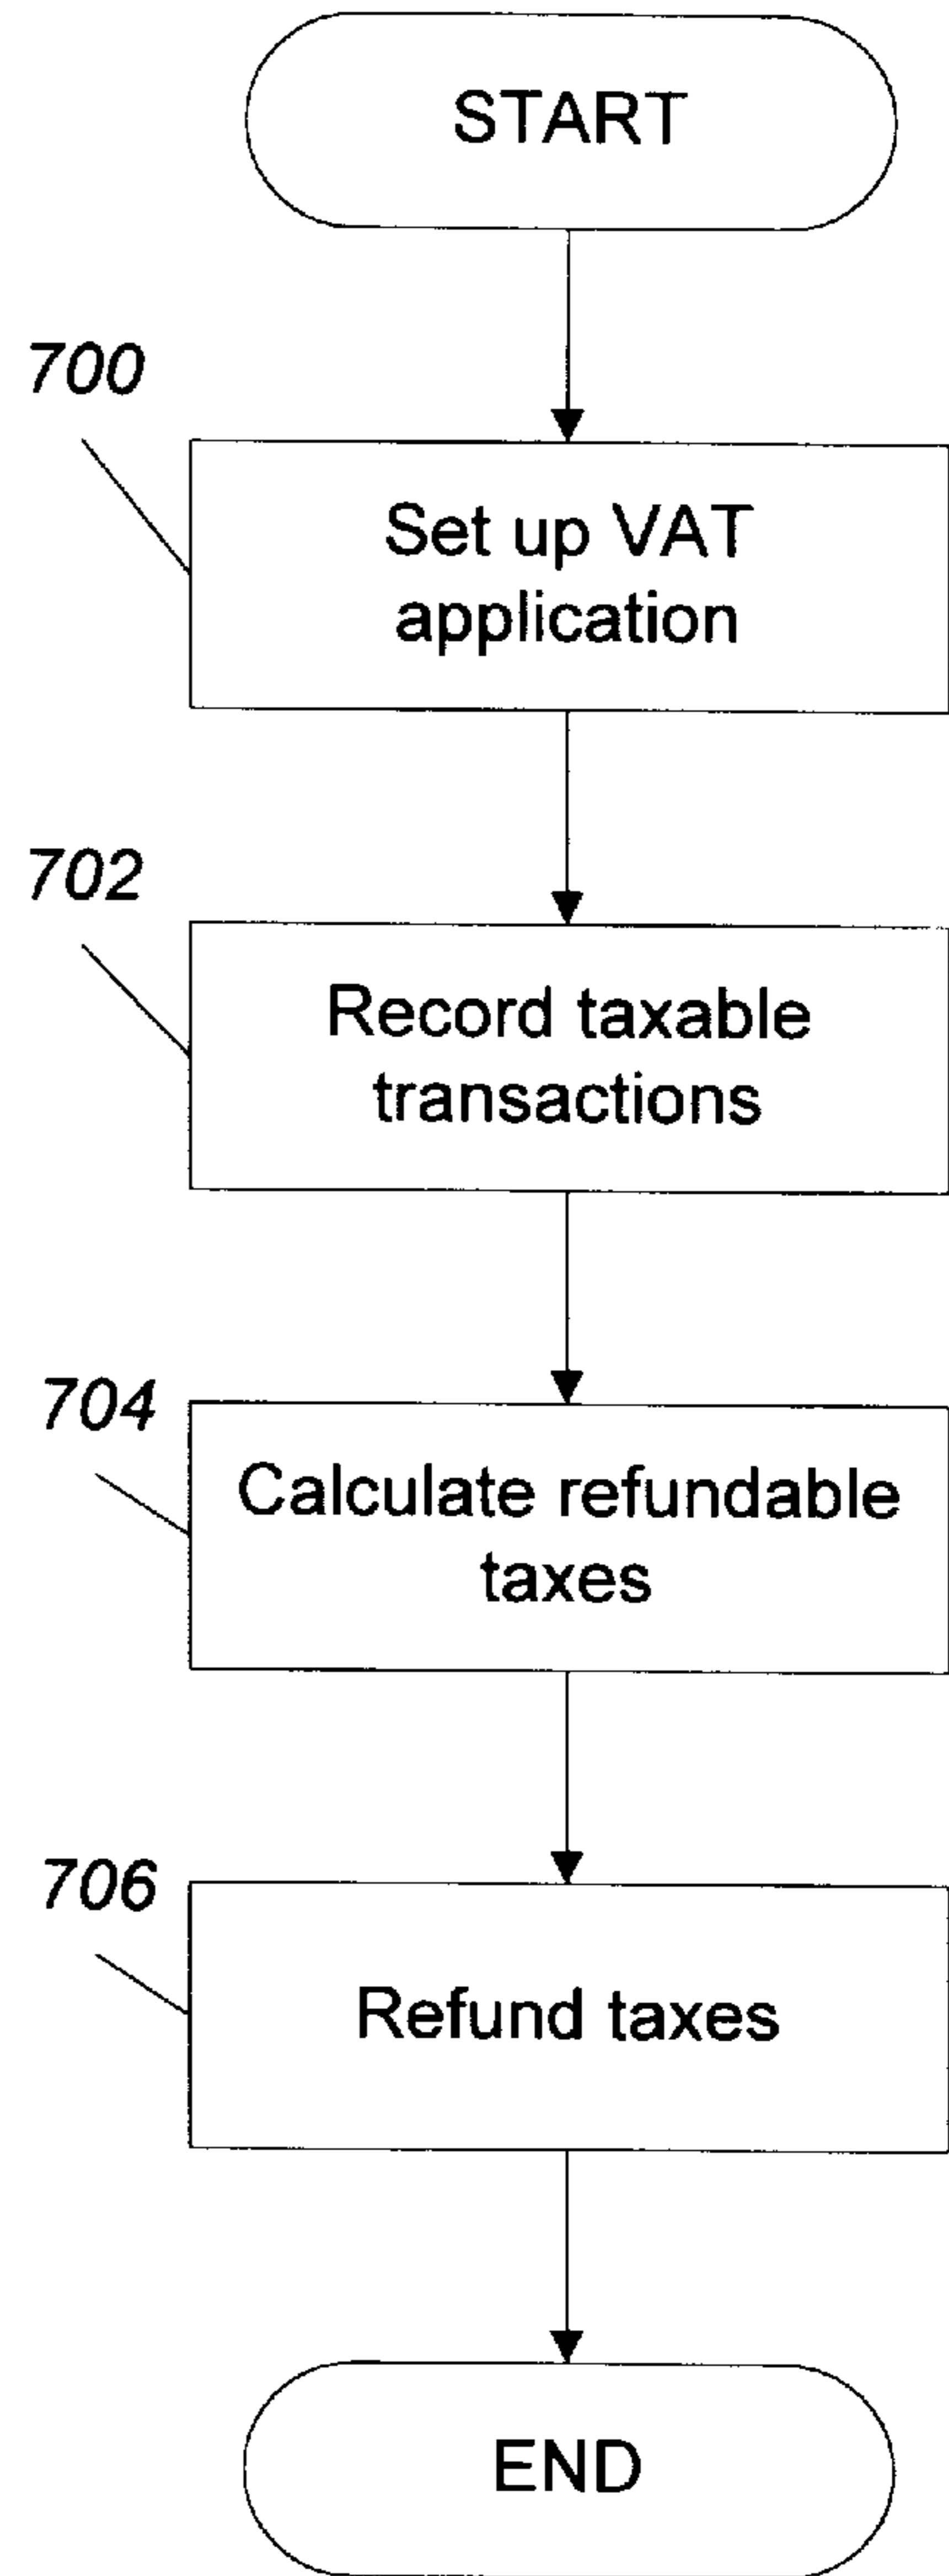 START
700
Set up VAT
application
702
Record taxable
transactions
704
Calculate refundable
taxes
706
Refund taxes
END